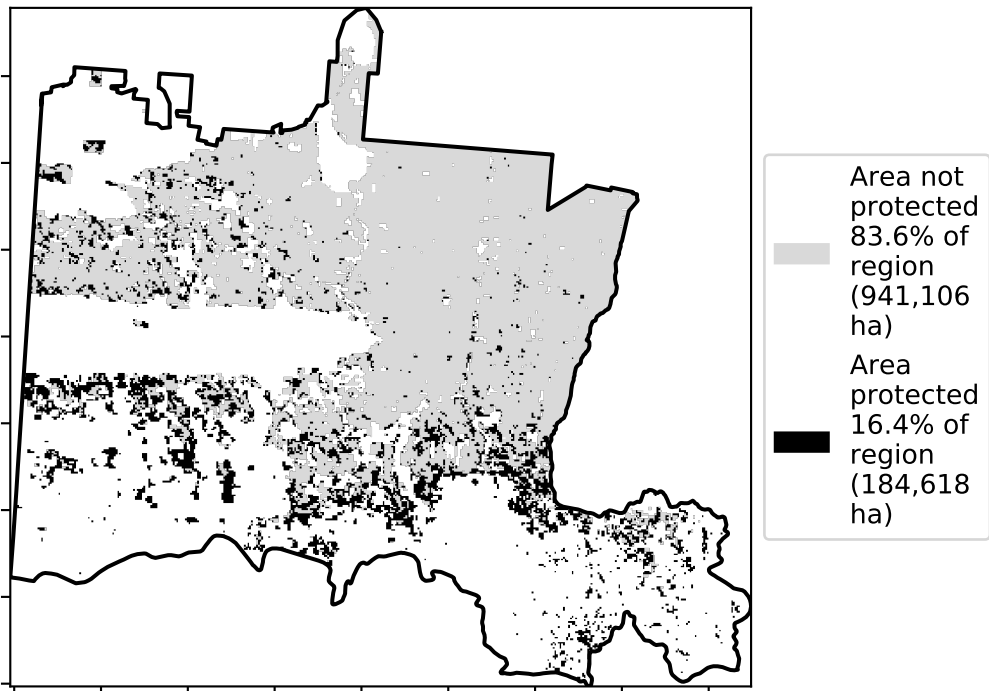 Area not
protected
83.6% of
region
(941,106
ha)
Area
protected
16.4% of
region
(184,618
ha)